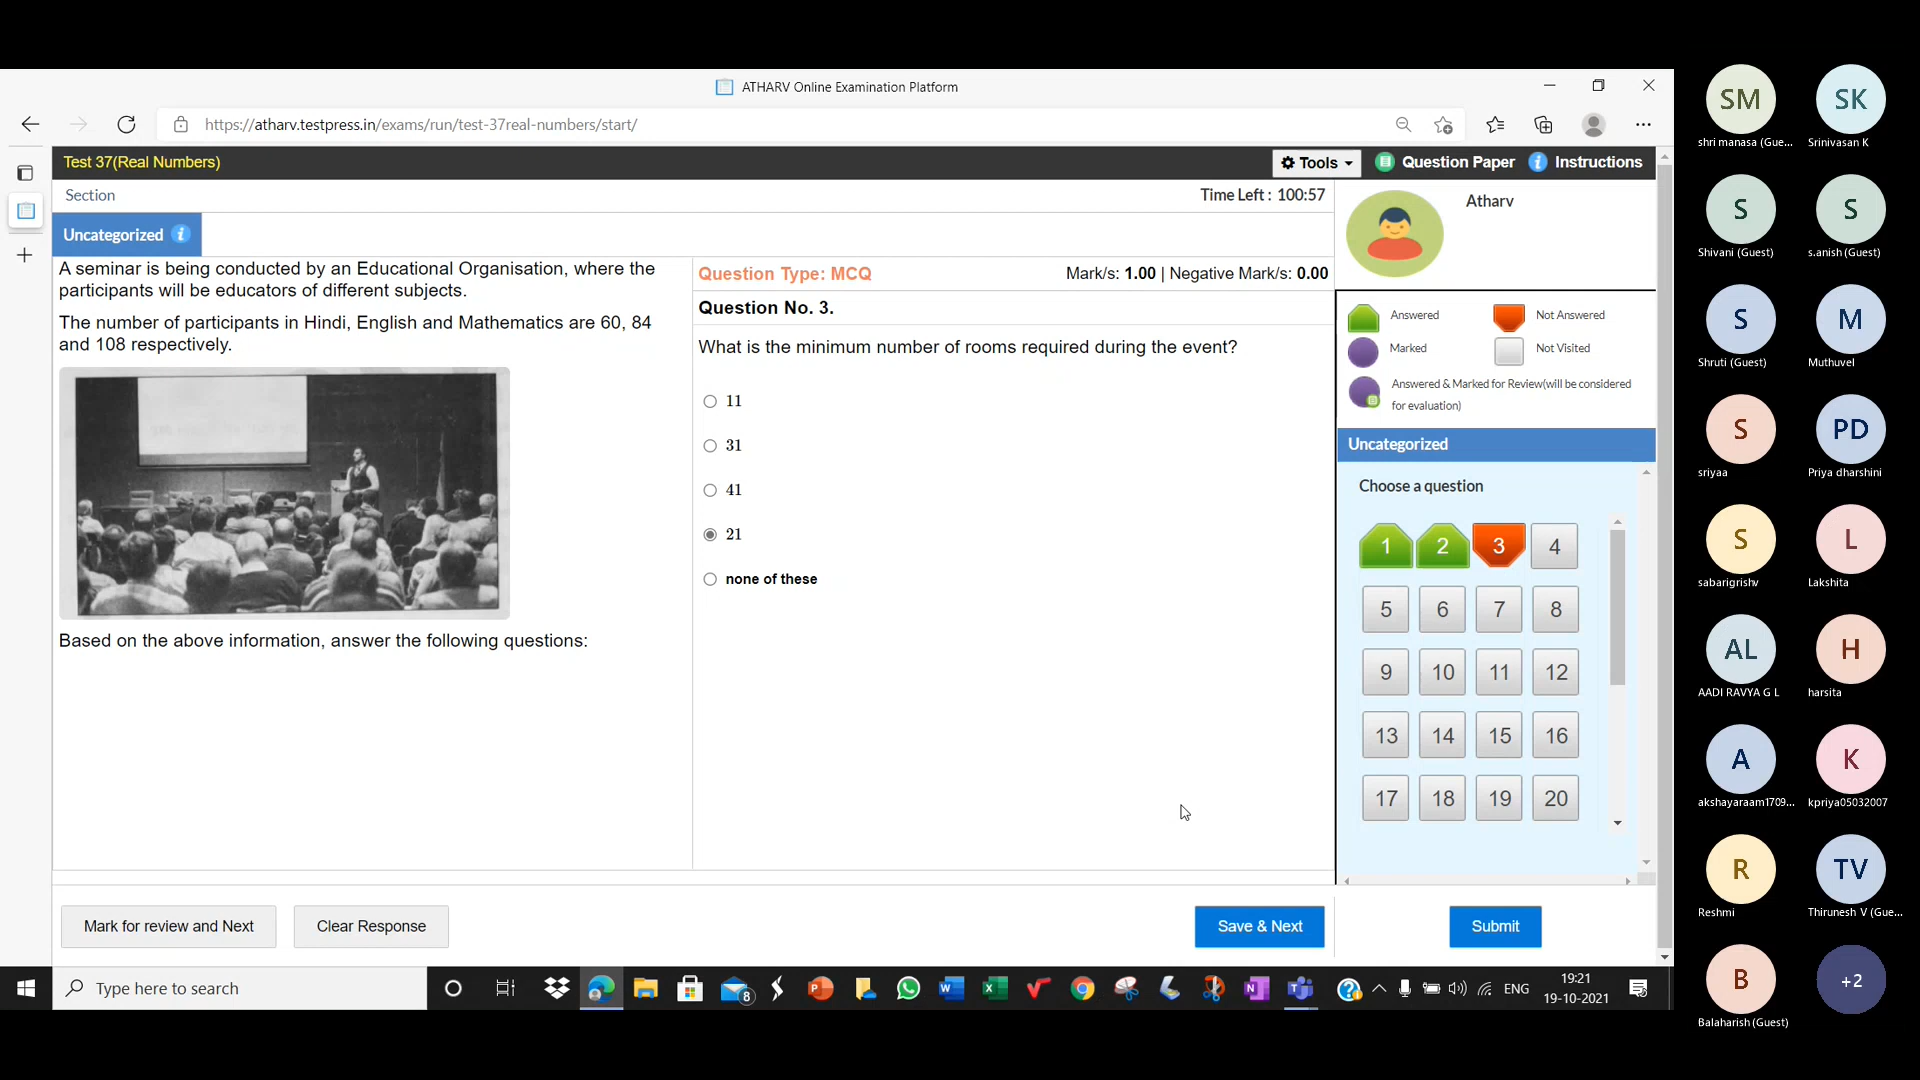 ATHARV Online Examination Platform
https://atharv.testpress.in/exams/run/test-37real-numbers/start/
Test 37(Real Numbers)
Tools
Question Paper
Instructions
Section
Time Left : 100:57
Uncategorized
A seminar is being conducted by an Educational Organisation, where the
participants will be educators of different subjects.
The number of participants in Hindi, English and Mathematics are 60, 84
and 108 respectively.
Based on the above information, answer the following questions:
Question Type: MCQ
Mark/s: 1.00 | Negative Mark/s: 0.00
Question No. 3.
What is the minimum number of rooms required during the event?
11
31
41
21
none of these
Atharv
Answered
Not Answered
Marked
Not Visited
Answered & Marked for Review(will be considered
for evaluation)
Uncategorized
Choose a question
1 2 3 4
5 6 7 8
9 10 11 12
13 14 15 16
17 18 19 20
Mark for review and Next
Clear Response
Save & Next
Submit
Type here to search
8
ENG
19:21
19-10-2021
SM
shri manasa (Gue...
SK
Srinivasan K
S
Shivani (Guest)
S
s.anish (Guest)
S
Shruti (Guest)
M
Muthuvel
S
sriyaa
PD
Priya dharshini
S
sabarigrishv
L
Lakshita
AL
AADI RAVYA G L
H
harsita
A
akshayaraam1709...
K
kpriya05032007
R
Reshmi
TV
Thirunesh V (Gue...
B
Balaharish (Guest)
+2